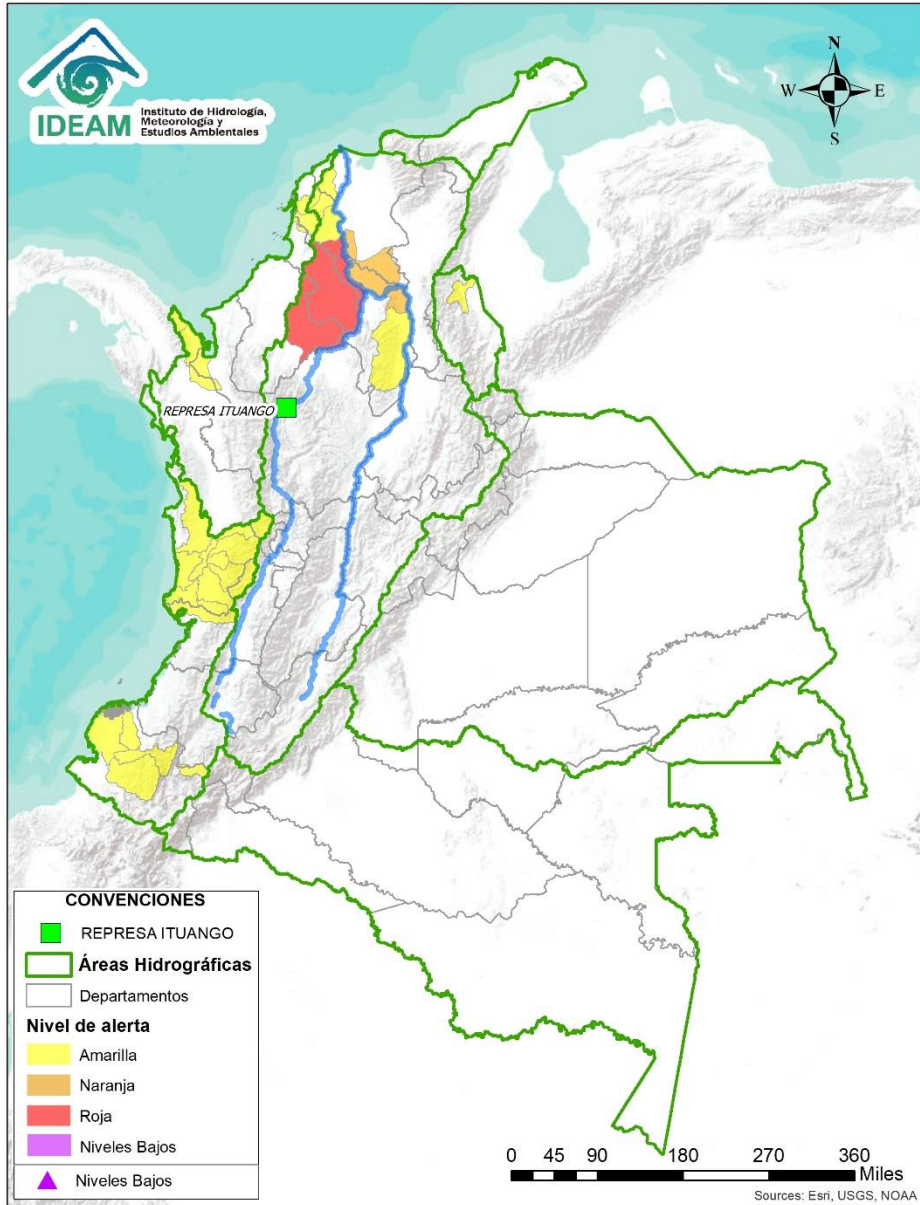 IDEAM
Instituto de Hidrología,
Meteorología y
Estudios Ambientales
N
W
E
S
REPRESA ITUANGO
CONVENCIONES
REPRESA ITUANGO
Áreas Hidrográficas
Departamentos
Nivel de alerta
Amarilla
Naranja
Roja
Niveles Bajos
Niveles Bajos
0 45 90 180 270 360
Miles
Sources: Esri, USGS, NOAA